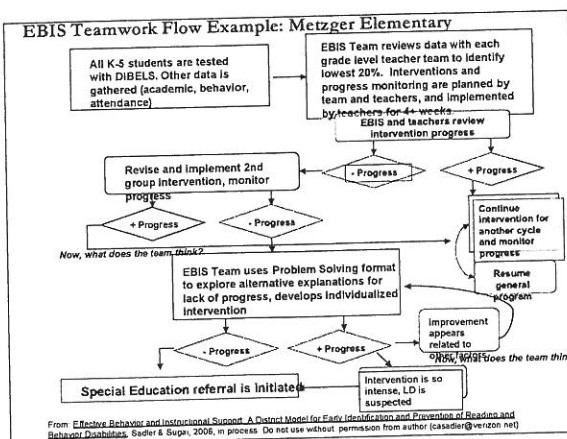 EBIS Teamwork Flow Example: Metzger Elementary
All K-5 students are tested
with DIBELS. Other data is
gathered (academic, behavior,
attendance)
EBIS Team reviews data with each
grade level teacher team to identify
lowest 20%. Interventions and
progress monitoring are planned by
team and teachers, and implemented
by teachers for 4+ weeks.
EBIS and teachers review
intervention progress
Revise and implement 2nd
group intervention, monitor
progress
- Progress
+ Progress
+ Progress
- Progress
Continue
intervention for
another cycle
and monitor
progress
Resume
general
program
Now, what does the team think?
EBIS Team uses Problem Solving format
to explore alternative explanations for
lack of progress, develops individualized
intervention
- Progress
+ Progress
improvement
appears
related to
other factors
Now, what does the team thin
Special Education referral is initiated
Intervention is so
intense, LD is
suspected
From: Effective Behavior and Instructional Support: A District Model for Early Identification and Prevention of Reading and
Behavior Disabilities, Sadler & Sugai, 2006, in process Do not use without permission from author (casadler@verizon net)